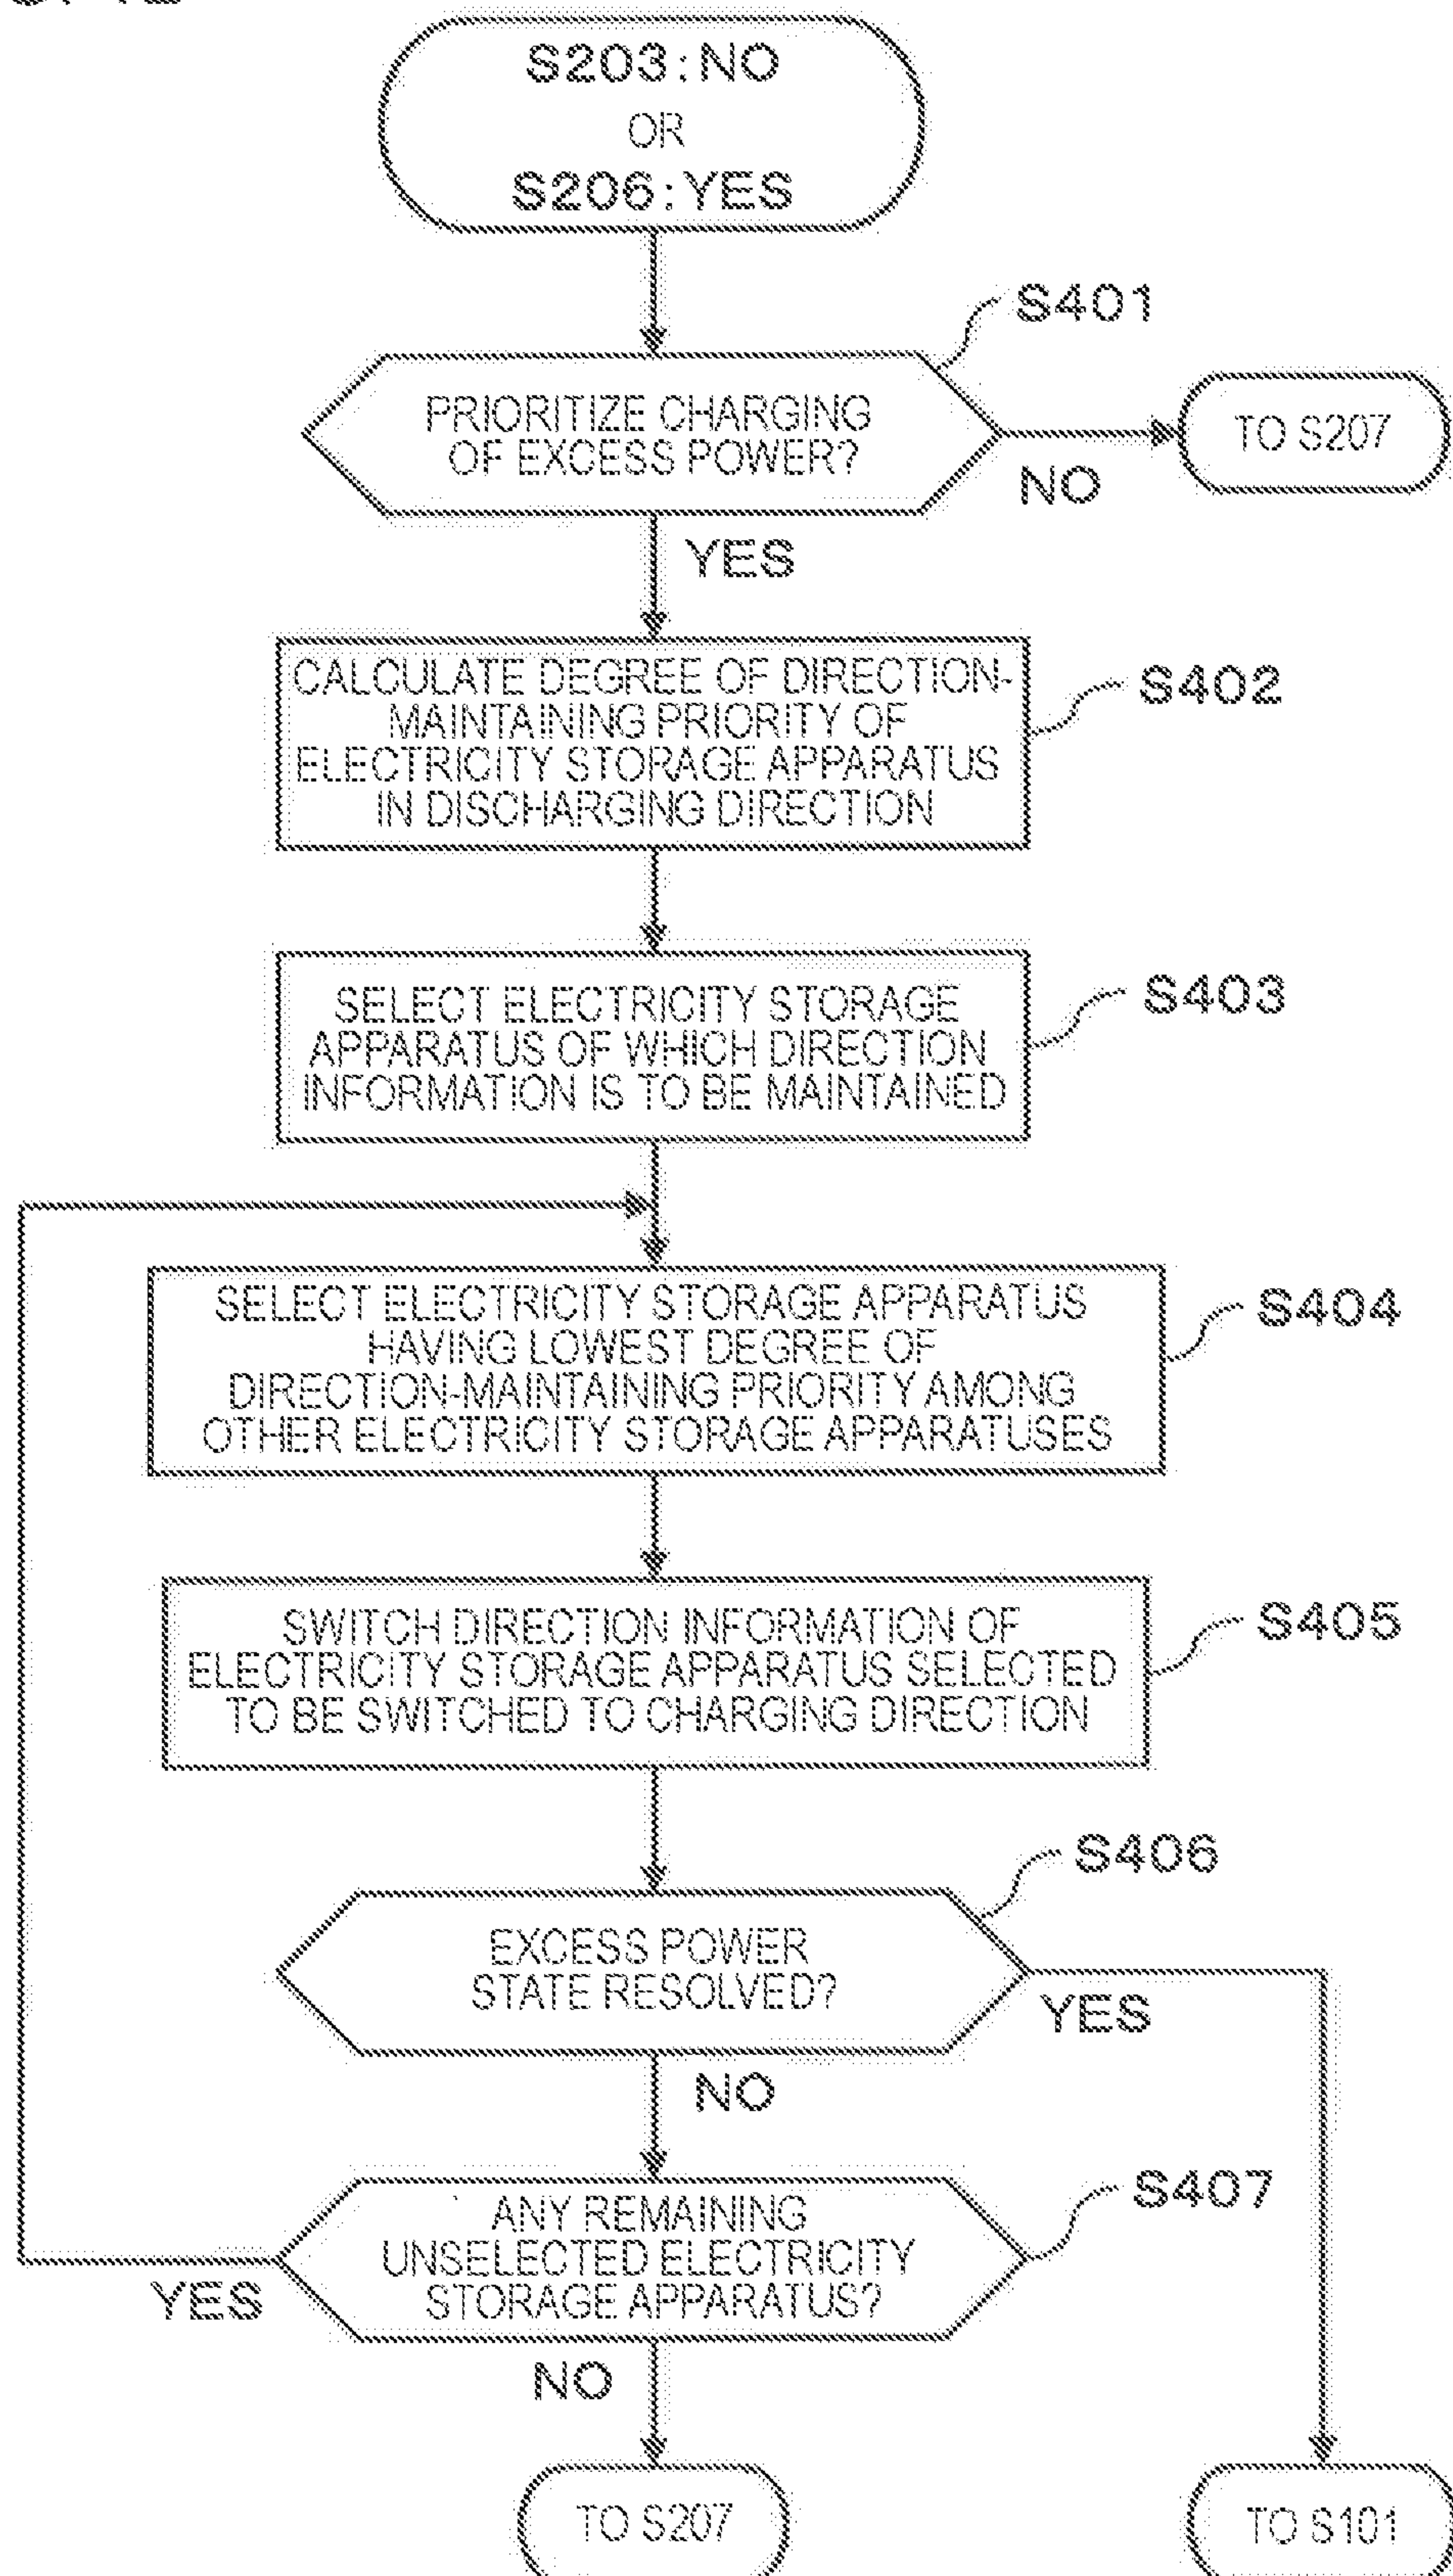 S203:NO
OR
S206:YES
S401
PRIORITIZE CHARGING
OF EXCESS POWER?
TO S207
NO
YES
CALCULATE DEGREE OF DIRECTION-
MAINTAINING PRIORITY OF
ELECTRICITY STORAGE APPARATUS
IN DISCHARGING DIRECTION
S402
SELECT ELECTRICITY STORAGE
APPARATUS OF WHICH DIRECTION
INFORMATION IS TO BE MAINTAINED
S403
SELECT ELECTRICITY STORAGE APPARATUS
HAVING LOWEST DEGREE OF
DIRECTION-MAINTAINING PRIORITY AMONG
OTHER ELECTRICITY STORAGE APPARATUSES
S404
SWITCH DIRECTION INFORMATION OF
ELECTRICITY STORAGE APPARATUS SELECTED
TO BE SWITCHED TO CHARGING DIRECTION
S405
S406
EXCESS POWER
STATE RESOLVED?
YES
NO
S407
ANY REMAINING
UNSELECTED ELECTRICITY
STORAGE APPARATUS?
YES
NO
TO S207
TO S101